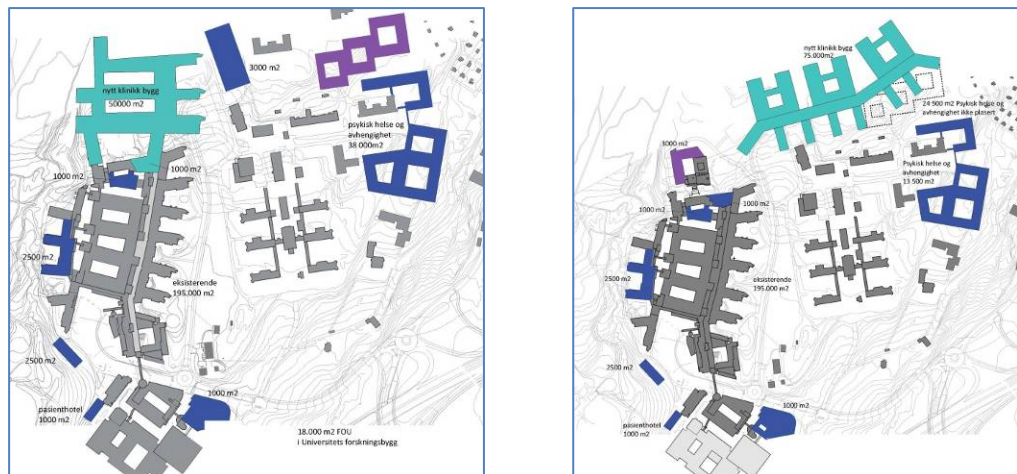 nytt klinikk bygg
50000 m2
3000 m2
psykisk helse og
avhengighet
38 000m2
1000 m2
1000 m2
2500 m2
eksisterende
195.000 m2
2500 m2
pasienthotel
1000 m2
1000 m2
18.000 m2 FOU
i Universitets forskningsbygg
nytt klinikk bygg
75.000m2
24 500 m2 Psykisk helse og
avhengighet ikke plasert
3000 m2
Psykisk helse og
avhengighet
13 500 m2
1000 m2
1000 m2
2500 m2
eksisterende
195.000 m2
2500 m2
pasienthotel
1000 m2
1000 m2